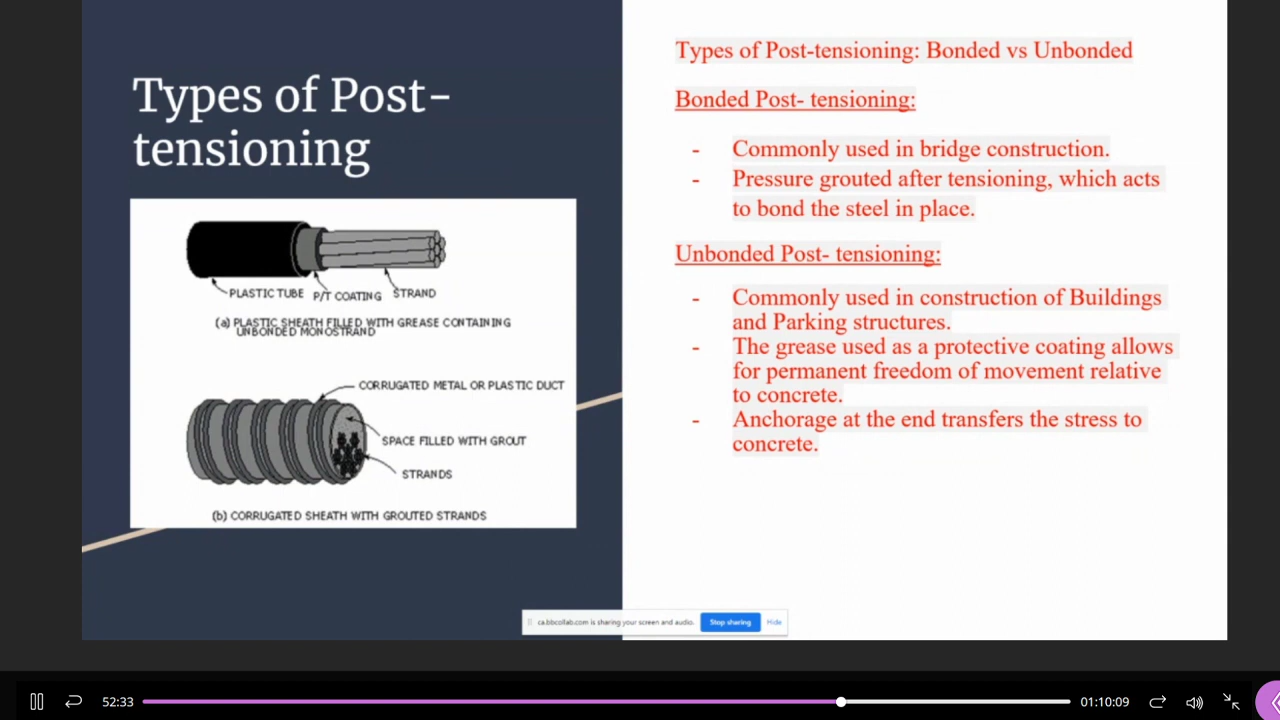 Types of Post-
tensioning
PLASTIC TUBE
P/T COATING
STRAND
(a) PLASTIC SHEATH FILLED WITH GREASE CONTAINING
UNBONDED MONOSTRAND
CORRUGATED METAL OR PLASTIC DUCT
SPACE FILLED WITH GROUT
STRANDS
(b) CORRUGATED SHEATH WITH GROUTED STRANDS
Types of Post-tensioning: Bonded vs Unbonded
Bonded Post- tensioning:
- Commonly used in bridge construction.
- Pressure grouted after tensioning, which acts
to bond the steel in place.
Unbonded Post- tensioning:
- Commonly used in construction of Buildings
and Parking structures.
- The grease used as a protective coating allows
for permanent freedom of movement relative
to concrete.
- Anchorage at the end transfers the stress to
concrete.
ca.bbcollab.com is sharing your screen and audio.
Stop sharing
Hide
52:33
01:10:09